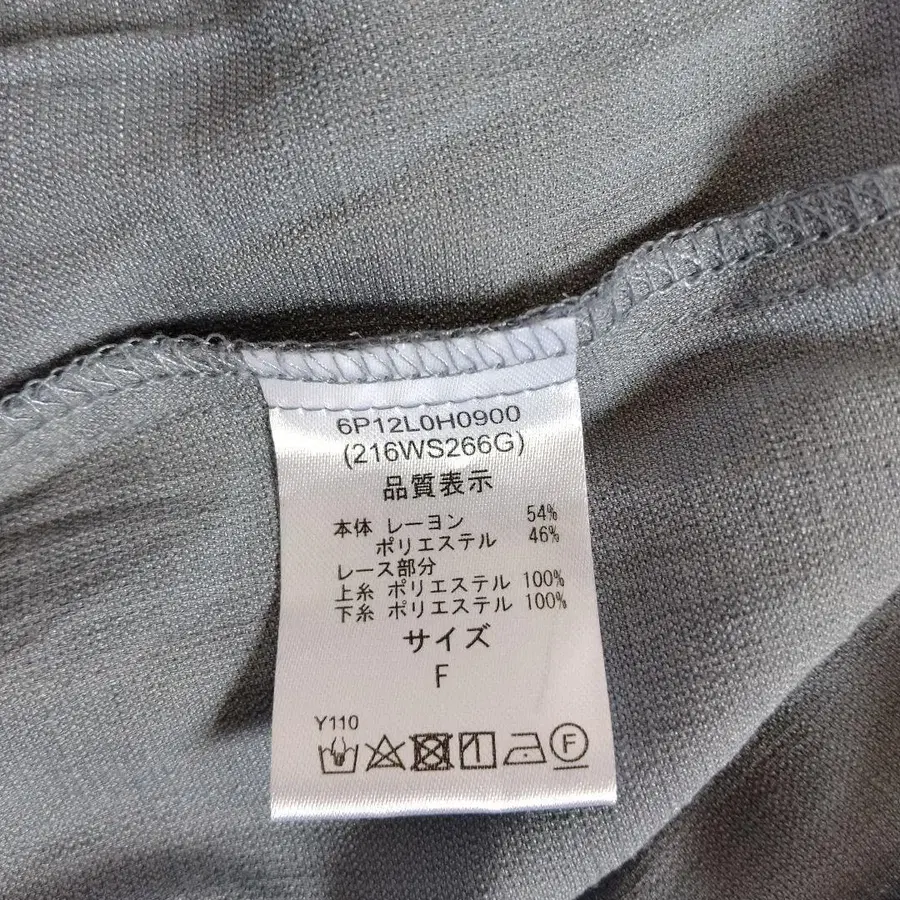 6P12L0H0900
(216WS266G)
品質表示
本体 レーヨン 54%
ポリエステル 46%
レース部分
上糸 ポリエステル 100%
下糸 ポリエステル 100%
サイズ
F
Y110
F